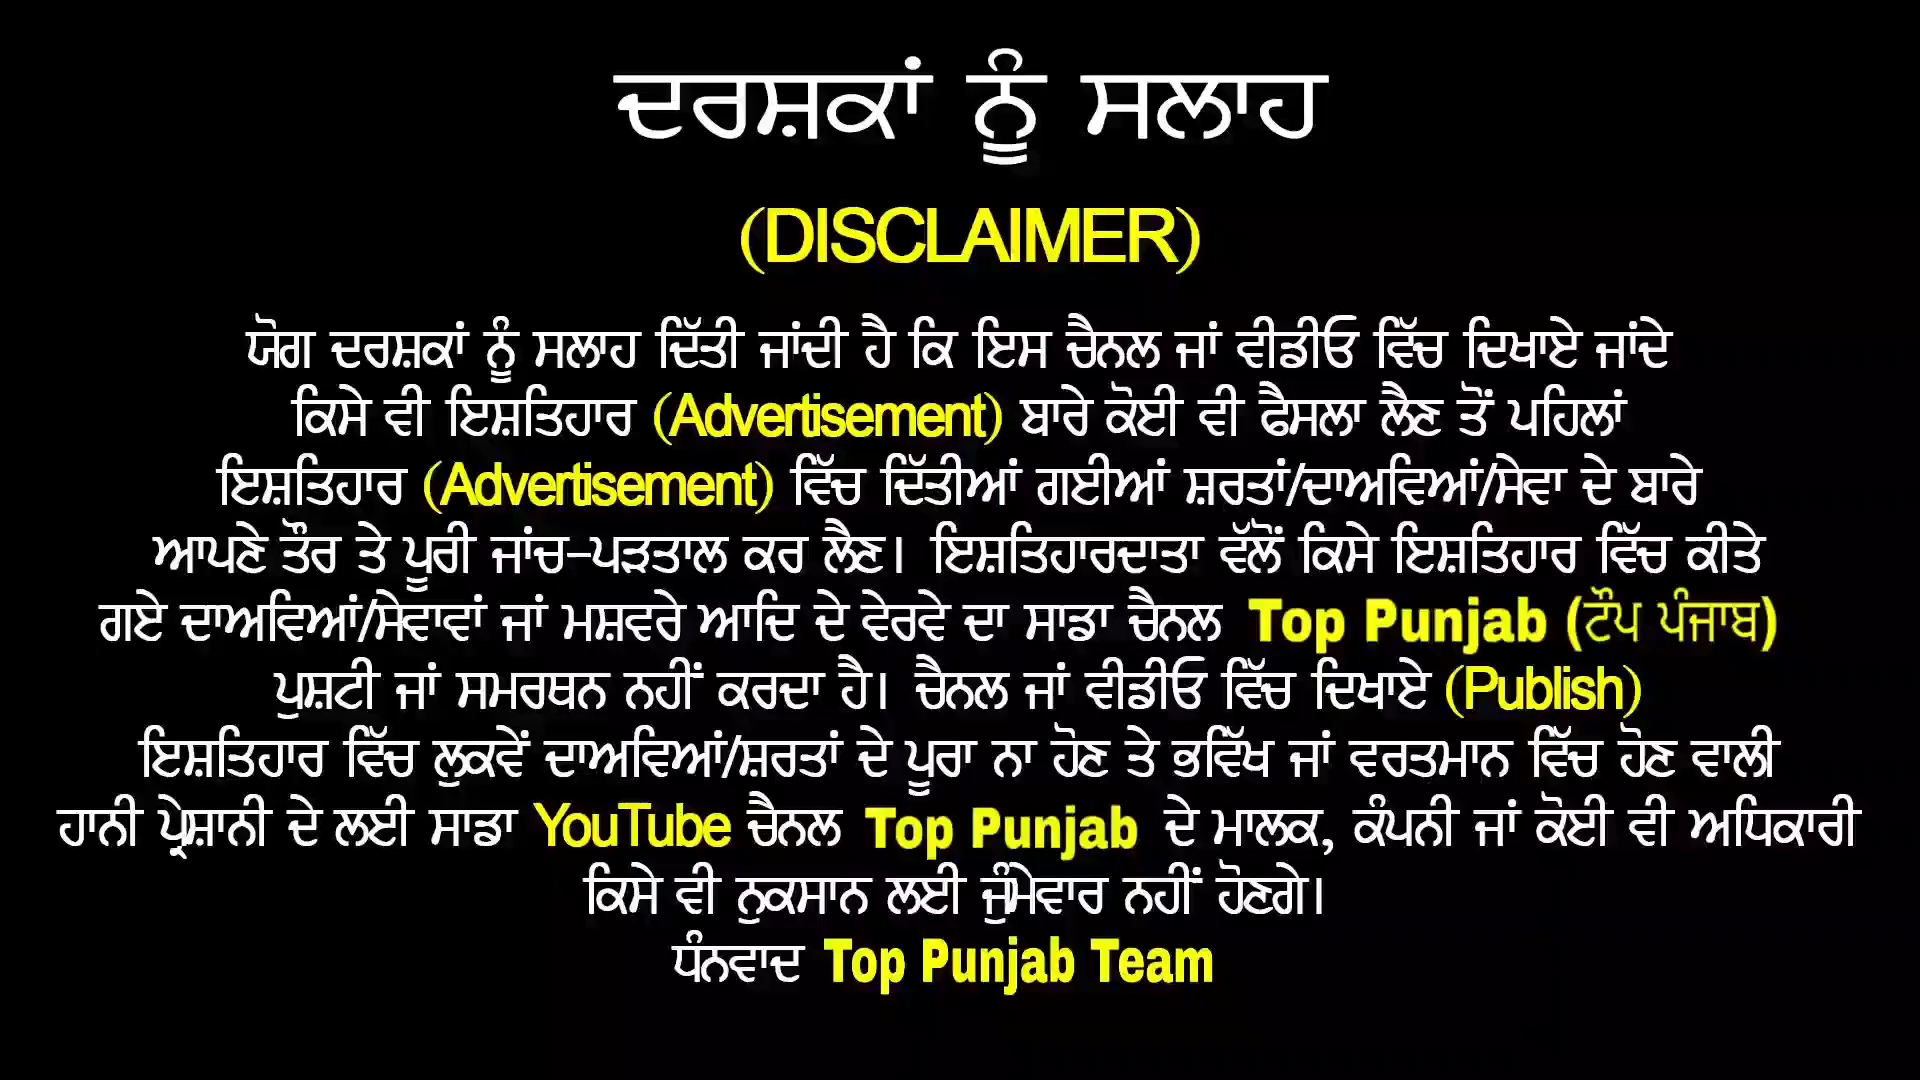 ਦਰਸ਼ਕਾਂ ਨੂੰ ਸਲਾਹ
(DISCLAIMER)
ਯੋਗ ਦਰਸ਼ਕਾਂ ਨੂੰ ਸਲਾਹ ਦਿੱਤੀ ਜਾਂਦੀ ਹੈ ਕਿ ਇਸ ਚੈਨਲ ਜਾਂ ਵੀਡੀਓ ਵਿੱਚ ਦਿਖਾਏ ਜਾਂਦੇ
ਕਿਸੇ ਵੀ ਇਸ਼ਤਿਹਾਰ (Advertisement) ਬਾਰੇ ਕੋਈ ਵੀ ਫੈਸਲਾ ਲੈਣ ਤੋਂ ਪਹਿਲਾਂ
ਇਸ਼ਤਿਹਾਰ (Advertisement) ਵਿੱਚ ਦਿੱਤੀਆਂ ਗਈਆਂ ਸ਼ਰਤਾਂ/ਦਾਅਵਿਆਂ/ਸੇਵਾ ਦੇ ਬਾਰੇ
ਆਪਣੇ ਤੌਰ ਤੇ ਪੂਰੀ ਜਾਂਚ-ਪੜਤਾਲ ਕਰ ਲੈਣ। ਇਸ਼ਤਿਹਾਰਦਾਤਾ ਵੱਲੋਂ ਕਿਸੇ ਇਸ਼ਤਿਹਾਰ ਵਿੱਚ ਕੀਤੇ
ਗਏ ਦਾਅਵਿਆਂ/ਸੇਵਾਵਾਂ ਜਾਂ ਮਸ਼ਵਰੇ ਆਦਿ ਦੇ ਵੇਰਵੇ ਦਾ ਸਾਡਾ ਚੈਨਲ Top Punjab (ਟੌਪ ਪੰਜਾਬ)
ਪੁਸ਼ਟੀ ਜਾਂ ਸਮਰਥਨ ਨਹੀਂ ਕਰਦਾ ਹੈ। ਚੈਨਲ ਜਾਂ ਵੀਡੀਓ ਵਿੱਚ ਦਿਖਾਏ (Publish)
ਇਸ਼ਤਿਹਾਰ ਵਿੱਚ ਲੁਕਵੇਂ ਦਾਅਵਿਆਂ/ਸ਼ਰਤਾਂ ਦੇ ਪੂਰਾ ਨਾ ਹੋਣ ਤੇ ਭਵਿੱਖ ਜਾਂ ਵਰਤਮਾਨ ਵਿੱਚ ਹੋਣ ਵਾਲੀ
ਹਾਨੀ ਪ੍ਰੇਸ਼ਾਨੀ ਦੇ ਲਈ ਸਾਡਾ YouTube ਚੈਨਲ Top Punjab ਦੇ ਮਾਲਕ, ਕੰਪਨੀ ਜਾਂ ਕੋਈ ਵੀ ਅਧਿਕਾਰੀ
ਕਿਸੇ ਵੀ ਨੁਕਸਾਨ ਲਈ ਜੁੰਮੇਵਾਰ ਨਹੀਂ ਹੋਣਗੇ।
ਧੰਨਵਾਦ Top Punjab Team